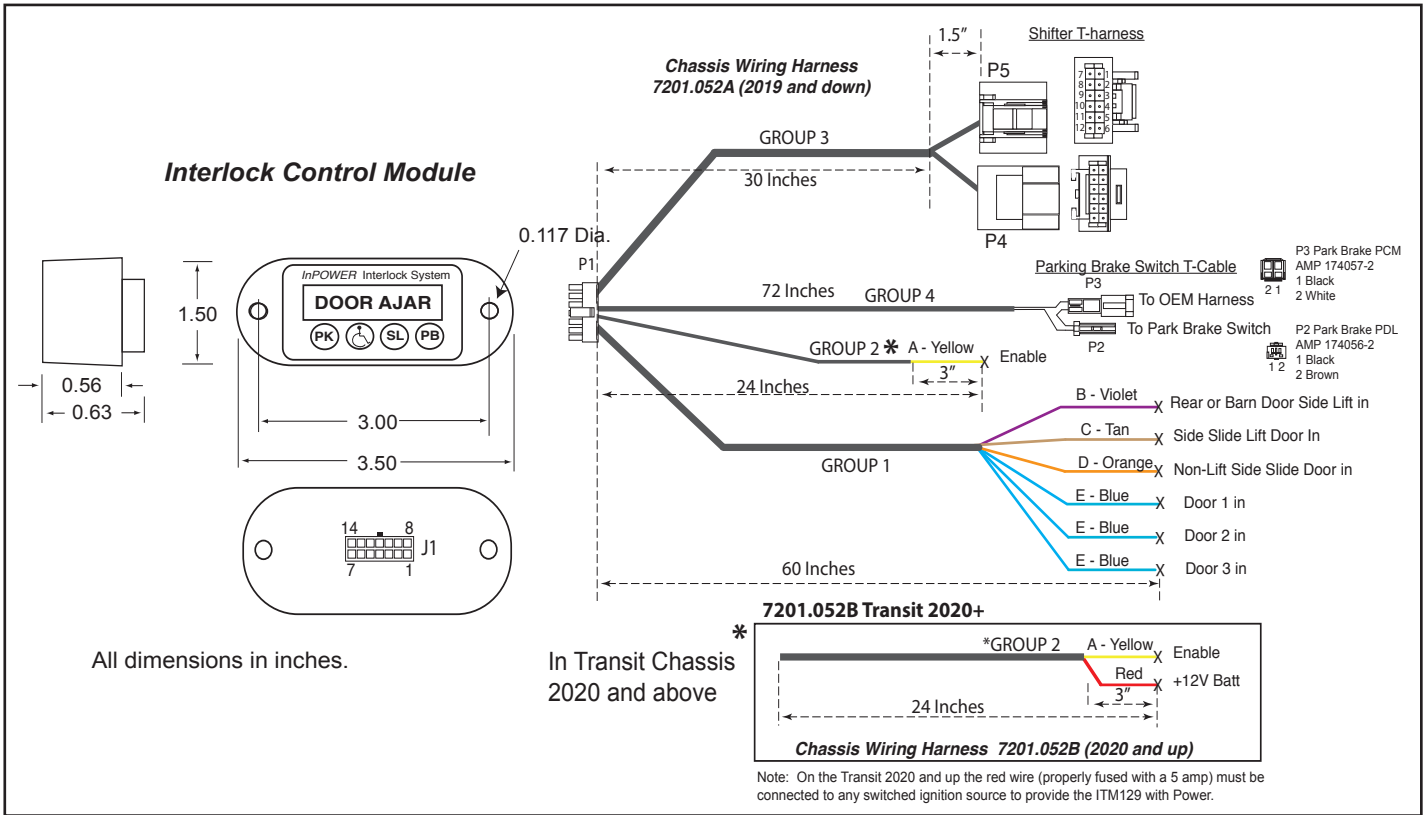 1.5"
Shifter T-harness
Chassis Wiring Harness
7201.052A (2019 and down)
P5
7 1
8 2
9 3
10 4
11 5
12 6
GROUP 3
30 Inches
P4
Interlock Control Module
0.117 Dia.
InPOWER Interlock System
DOOR AJAR
PK SL PB
1.50
0.56
0.63
3.00
3.50
14 8
7 1
J1
All dimensions in inches.
P1
72 Inches
GROUP 4
Parking Brake Switch T-Cable
P3
To OEM Harness
To Park Brake Switch
P2
2 1
P3 Park Brake PCM
AMP 174057-2
1 Black
2 White
1 2
P2 Park Brake PDL
AMP 174056-2
1 Black
2 Brown
GROUP 2 * A - Yellow X Enable
3"
24 Inches
B - Violet X Rear or Barn Door Side Lift in
C - Tan X Side Slide Lift Door In
D - Orange X Non-Lift Side Slide Door in
GROUP 1
E - Blue X Door 1 in
E - Blue X Door 2 in
E - Blue X Door 3 in
60 Inches
7201.052B Transit 2020+
*
In Transit Chassis
2020 and above
*GROUP 2 A - Yellow X Enable
Red X +12V Batt
3"
24 Inches
Chassis Wiring Harness 7201.052B (2020 and up)
Note: On the Transit 2020 and up the red wire (properly fused with a 5 amp) must be
connected to any switched ignition source to provide the ITM129 with Power.